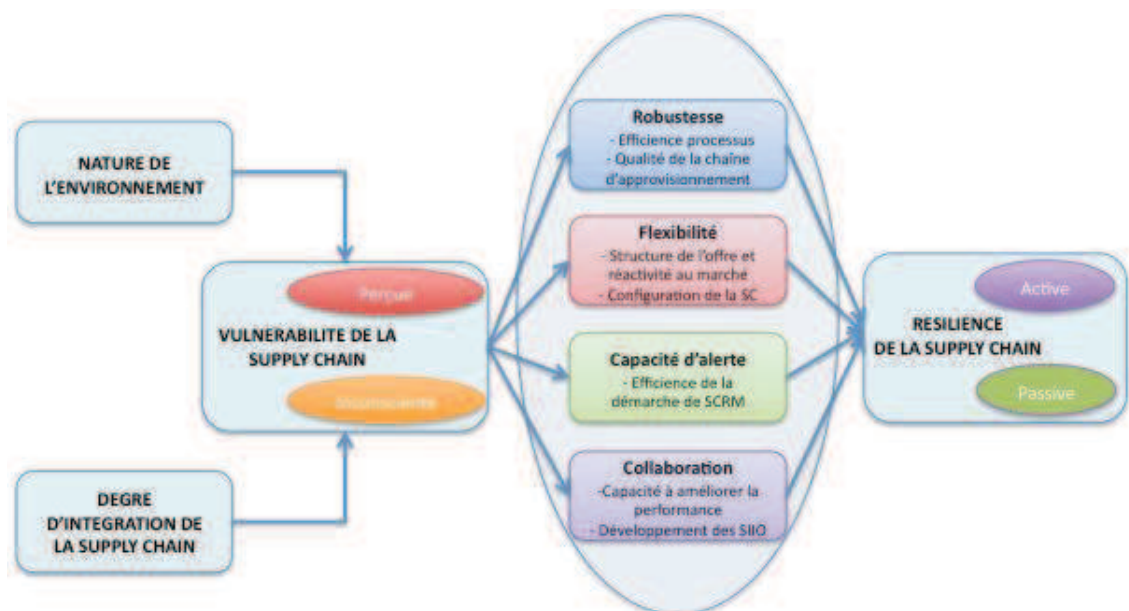 NATURE DE
L'ENVIRONNEMENT
DEGRE
D'INTEGRATION DE
LA SUPPLY CHAIN
Perçue
VULNERABILITE DE LA
SUPPLY CHAIN
Inconsciente
Robustesse
- Efficience processus
- Qualité de la chaîne
d'approvisionnement
Flexibilité
- Structure de l'offre et
réactivité au marché
- Configuration de la SC
Capacité d'alerte
- Efficience de la
démarche de SCRM
Collaboration
-Capacité à améliorer la
performance
- Développement des SIIO
Active
RESILIENCE
DE LA SUPPLY CHAIN
Passive